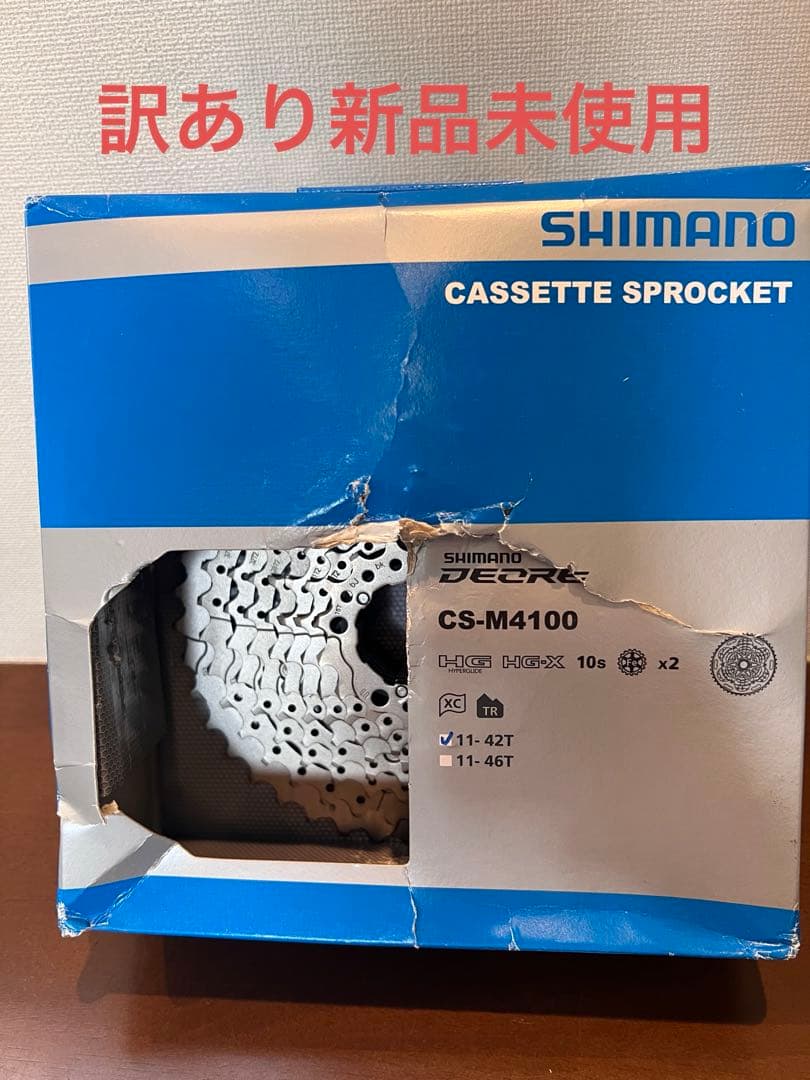 訳あり新品未使用
SHIMANO
CASSETTE SPROCKET
SHIMANO
DEORE
CS-M4100
HG HG-X 10s x2
HYPERGLIDE
XC TR
11- 42T
11- 46T